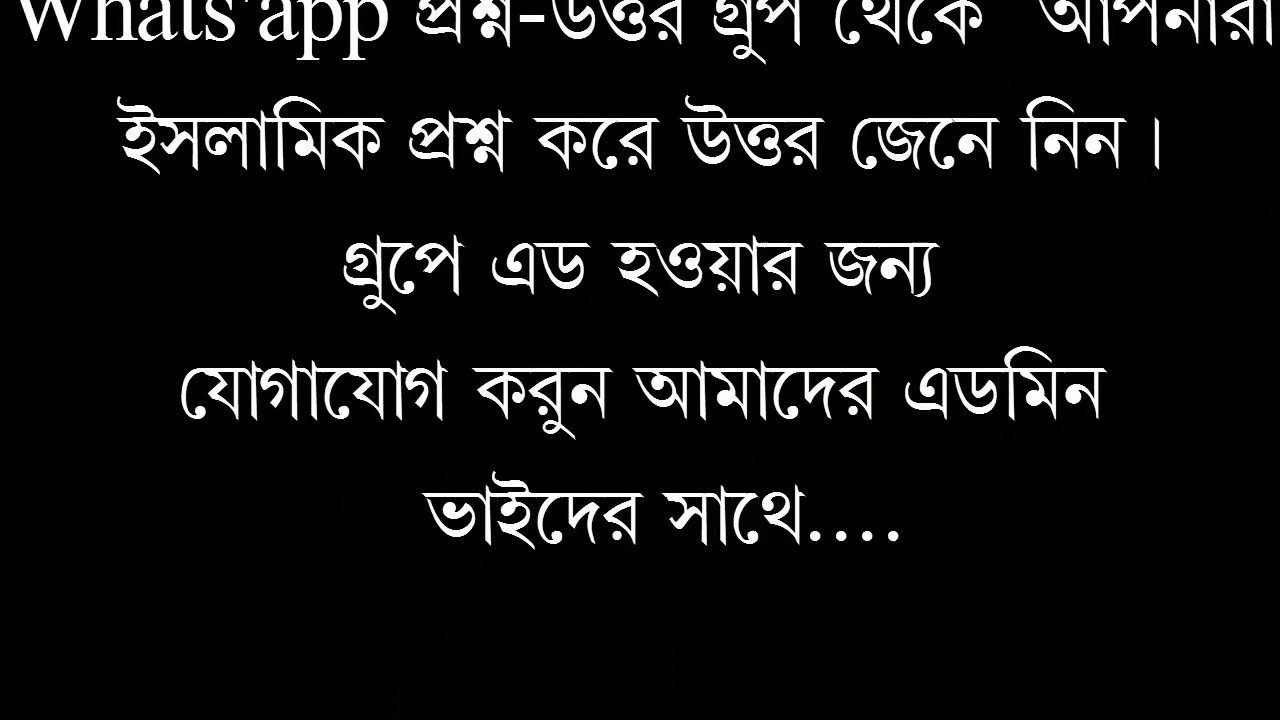 Whats'app প্রশ্ন-উত্তর গ্রুপ থেকে আপনারা
ইসলামিক প্রশ্ন করে উত্তর জেনে নিন।
গ্রুপে এড হওয়ার জন্য
যোগাযোগ করুন আমাদের এডমিন
ভাইদের সাথে....